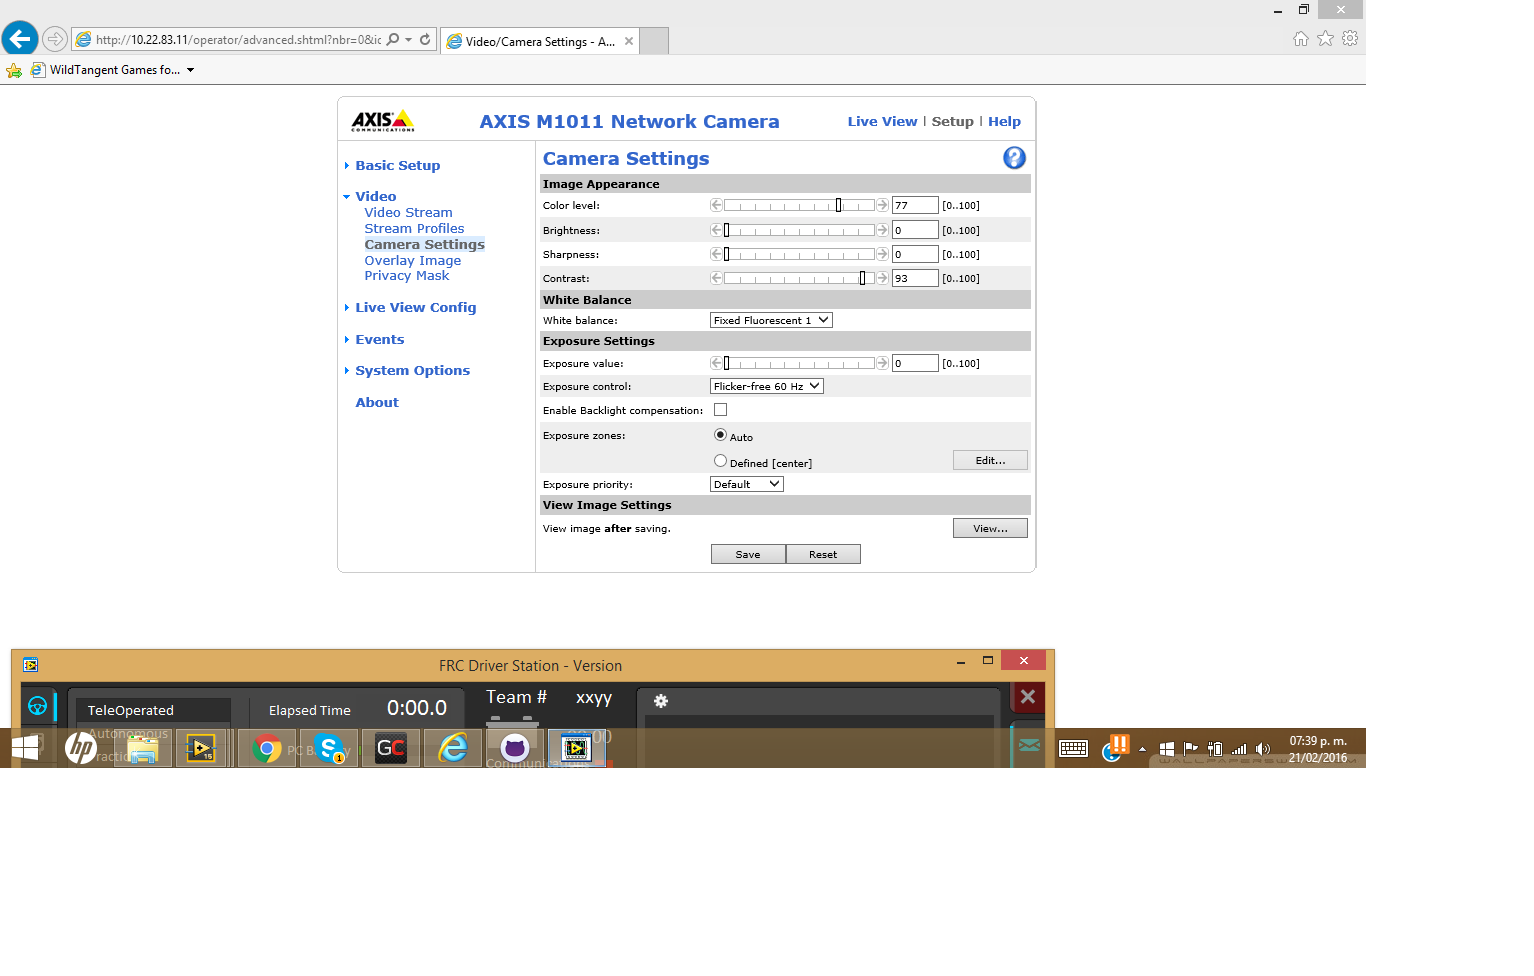 http://10.22.83.11/operator/advanced.shtml?nbr=0&ic
Video/Camera Settings - A...
WildTangent Games fo...
AXIS
COMMUNICATIONS
AXIS M1011 Network Camera
Live View | Setup | Help
Basic Setup
Video
Video Stream
Stream Profiles
Camera Settings
Overlay Image
Privacy Mask
Live View Config
Events
System Options
About
Camera Settings
?
Image Appearance
Color level: 77 [0..100]
Brightness: 0 [0..100]
Sharpness: 0 [0..100]
Contrast: 93 [0..100]
White Balance
White balance: Fixed Fluorescent 1
Exposure Settings
Exposure value: 0 [0..100]
Exposure control: Flicker-free 60 Hz
Enable Backlight compensation:
Exposure zones: Auto
Defined [center] Edit...
Exposure priority: Default
View Image Settings
View image after saving. View...
Save Reset
FRC Driver Station - Version
TeleOperated
Elapsed Time 0:00.0
Team # xxyy
Autonomous
hp
15
PC Ba
S
1
GC
Communications
07:39 p. m.
21/02/2016